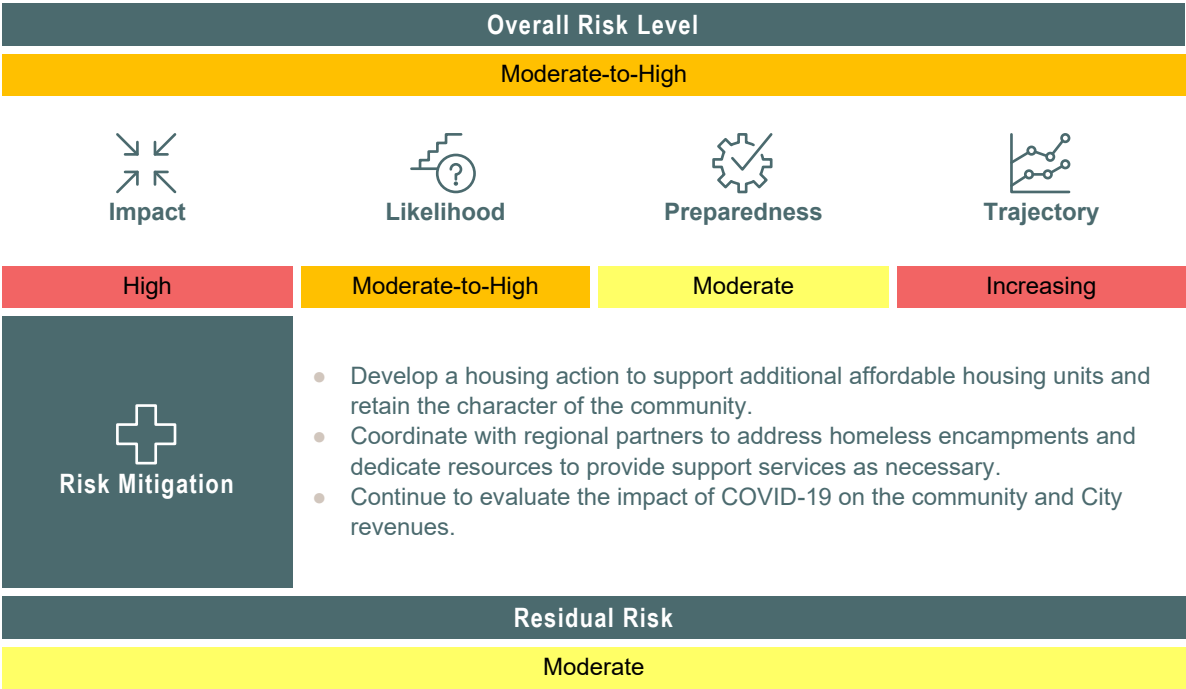 Overall Risk Level
Moderate-to-High
?
Impact
Likelihood
Preparedness
Trajectory
High
Moderate-to-High
Moderate
Increasing
Risk Mitigation
● Develop a housing action to support additional affordable housing units and
retain the character of the community.
● Coordinate with regional partners to address homeless encampments and
dedicate resources to provide support services as necessary.
● Continue to evaluate the impact of COVID-19 on the community and City
revenues.
Residual Risk
Moderate